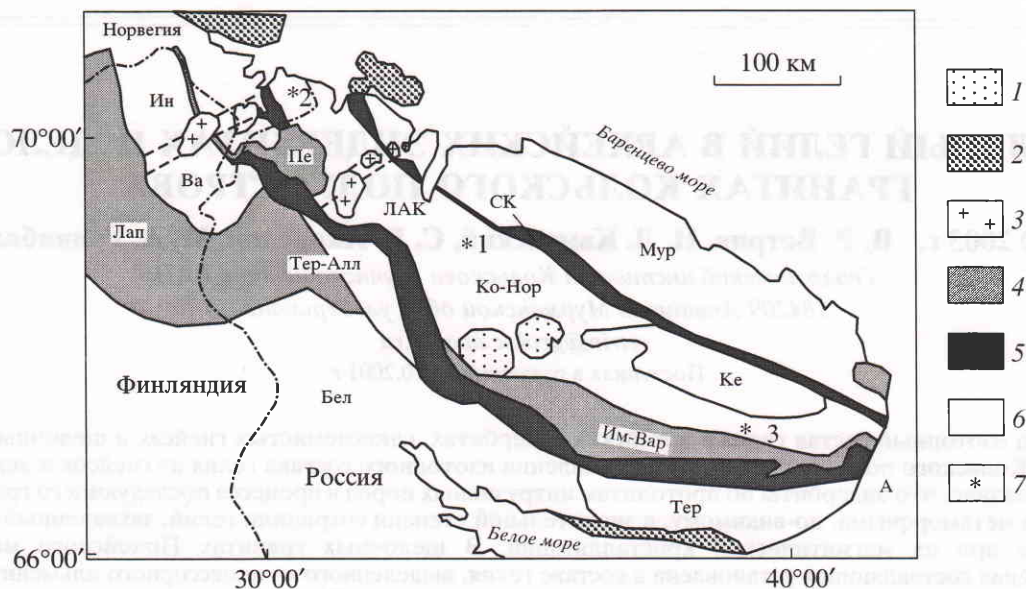 Норвегия
*2
100 км
1
Ин
70°00′
Пе
2
Ва
Баренцево море
ЛАК
СК
3
Лап
*1
Мур
Тер-Алл
4
Ко-Нор
5
Ке
Финляндия
Бел
* 3
6
Им-Вар
Россия
А
* 7
Тер
Белое море
66°00′
30°00′
40°00′